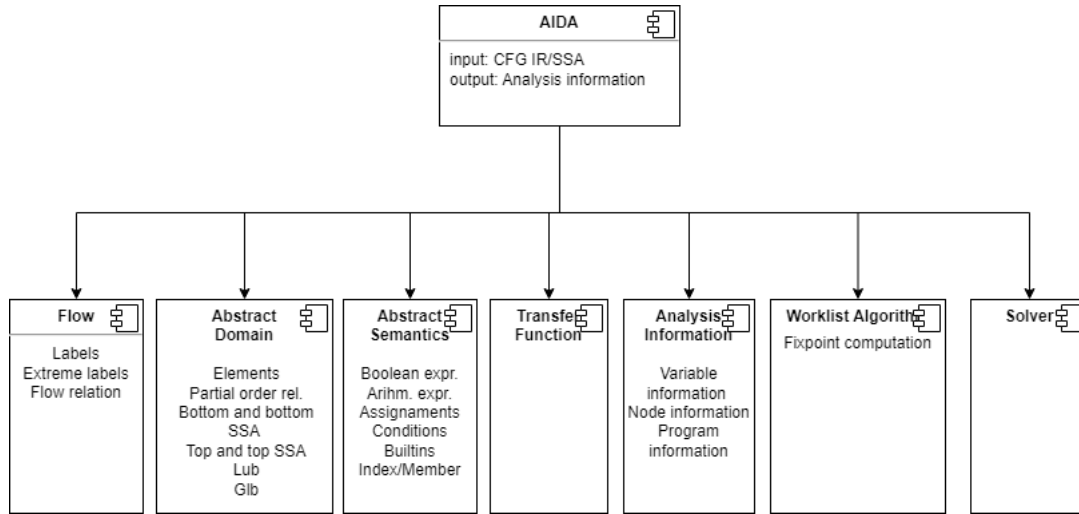 AIDA
input: CFG IR/SSA
output: Analysis information
Flow
Labels
Extreme labels
Flow relation
Abstract
Domain
Elements
Partial order rel.
Bottom and bottom
SSA
Top and top SSA
Lub
Glb
Abstract
Semantics
Boolean expr.
Arihm. expr.
Assignaments
Conditions
Builtins
Index/Member
Transfer
Function
Analysis
Information
Variable
information
Node information
Program
information
Worklist Algorithm
Fixpoint computation
Solver